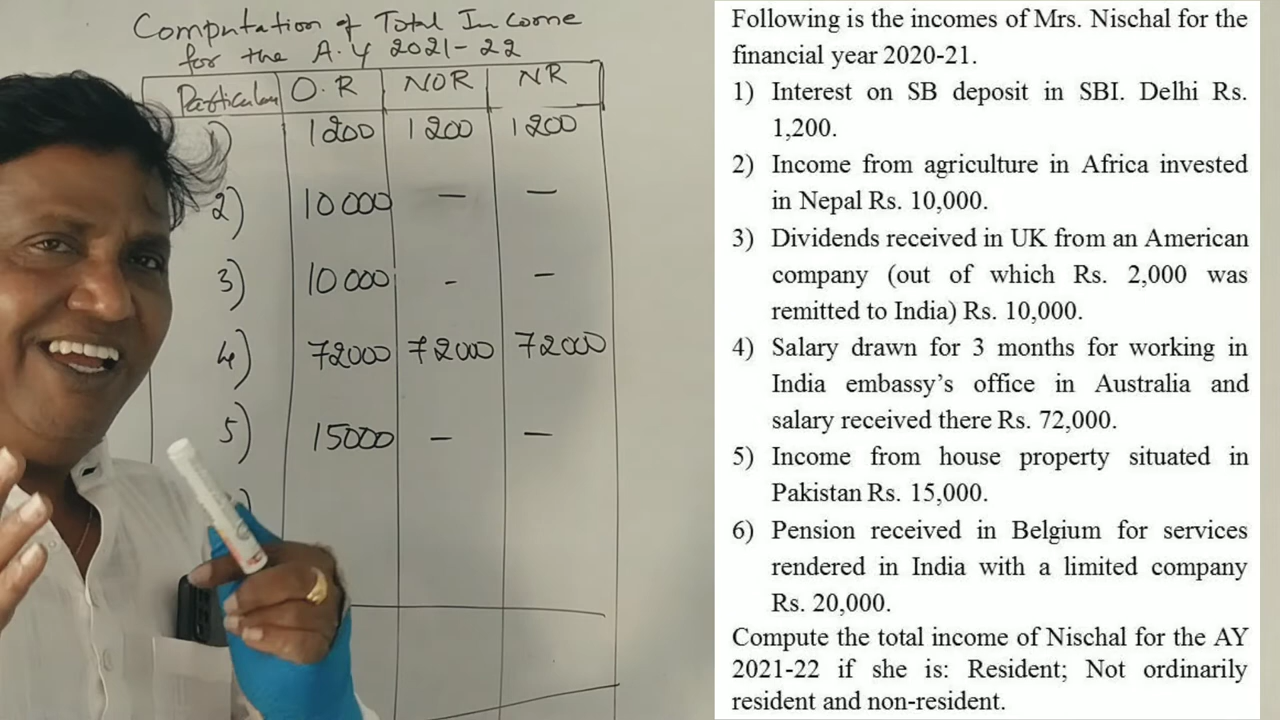 Computation of Total Income
for the A.Y 2021-22
Particulars O.R NOR NR
1) 1200 1200 1200
2) 10000 — —
3) 10000 - —
4) 72000 72000 72000
5) 15000 — —
)
Following is the incomes of Mrs. Nischal for the
financial year 2020-21.
1) Interest on SB deposit in SBI. Delhi Rs.
1,200.
2) Income from agriculture in Africa invested
in Nepal Rs. 10,000.
3) Dividends received in UK from an American
company (out of which Rs. 2,000 was
remitted to India) Rs. 10,000.
4) Salary drawn for 3 months for working in
India embassy’s office in Australia and
salary received there Rs. 72,000.
5) Income from house property situated in
Pakistan Rs. 15,000.
6) Pension received in Belgium for services
rendered in India with a limited company
Rs. 20,000.
Compute the total income of Nischal for the AY
2021-22 if she is: Resident; Not ordinarily
resident and non-resident.